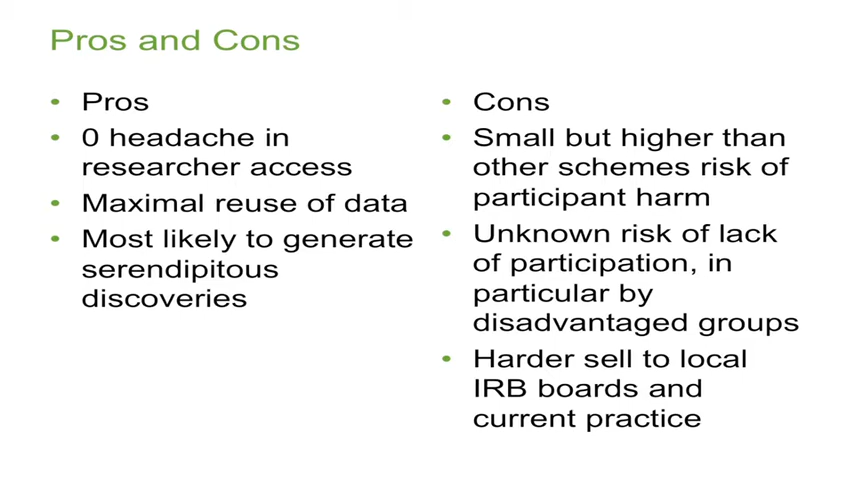 Pros and Cons
• Pros
• 0 headache in
researcher access
• Maximal reuse of data
• Most likely to generate
serendipitous
discoveries
• Cons
• Small but higher than
other schemes risk of
participant harm
• Unknown risk of lack
of participation, in
particular by
disadvantaged groups
• Harder sell to local
IRB boards and
current practice